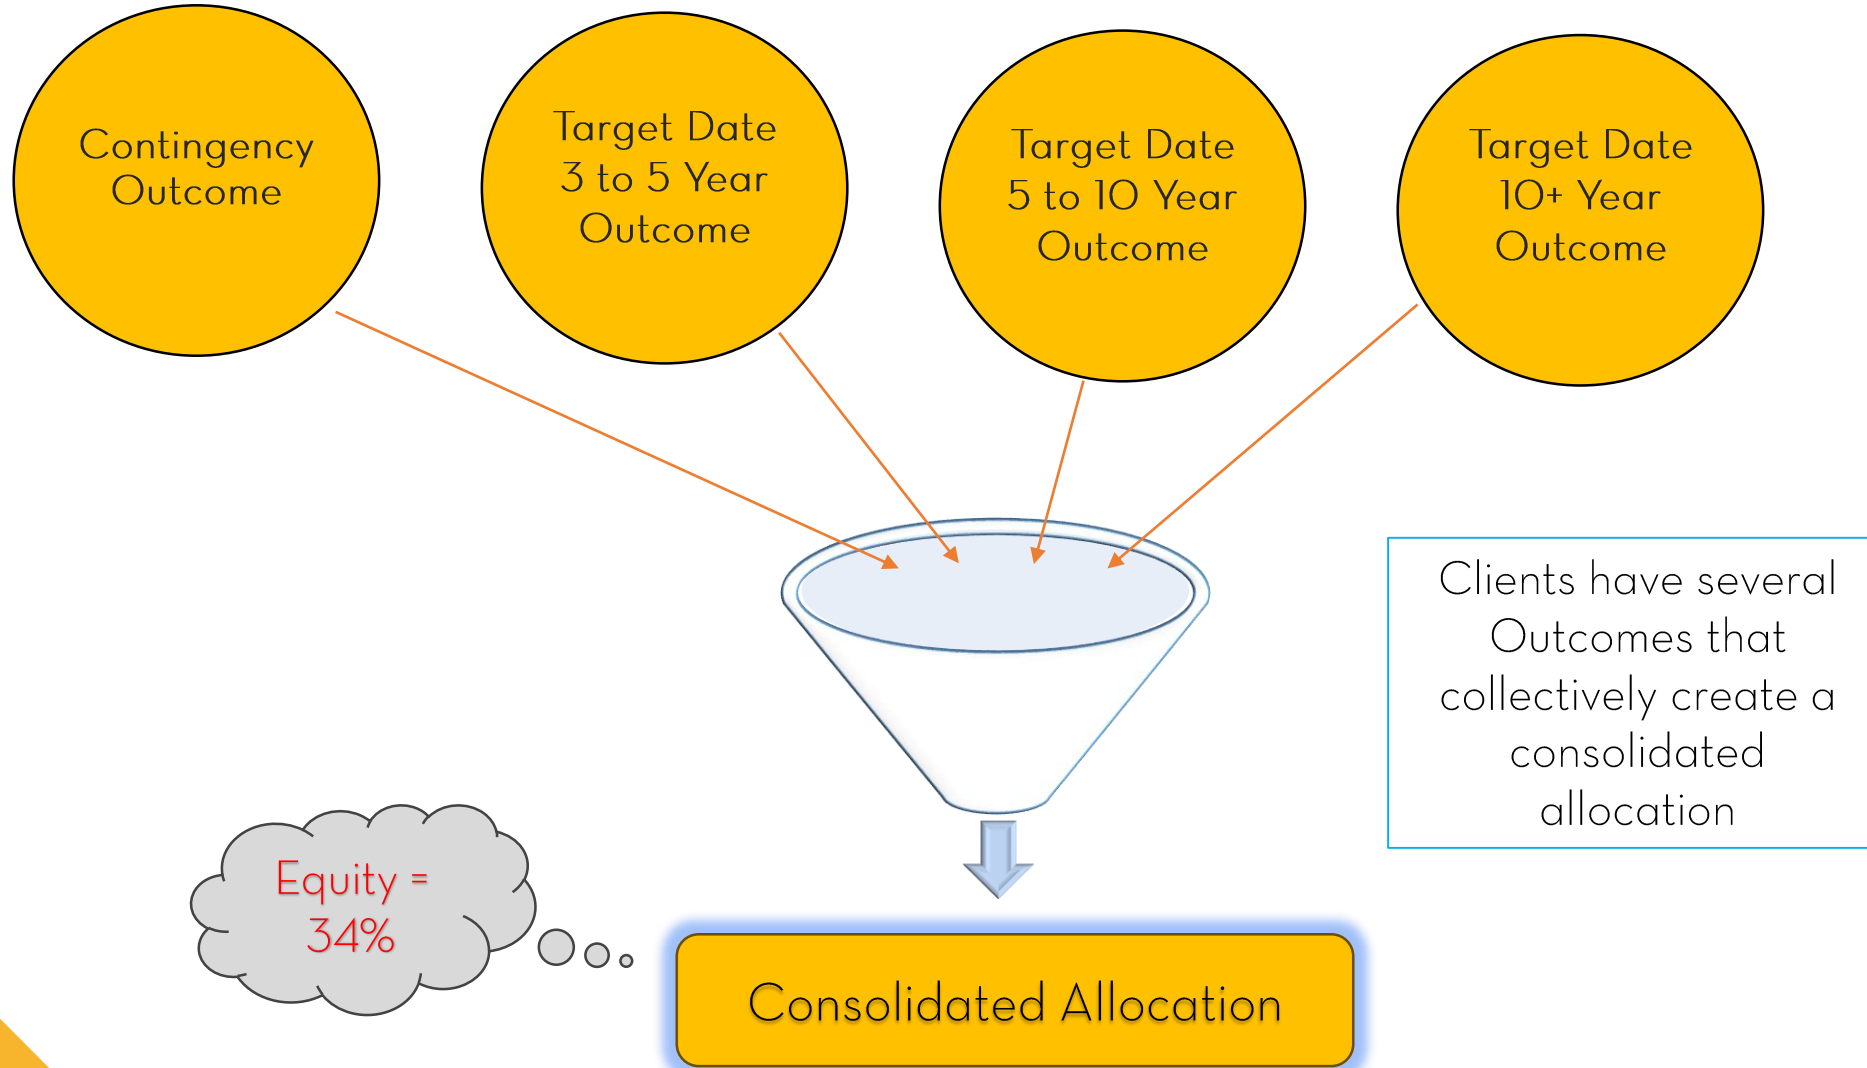 Contingency
Outcome
Target Date
3 to 5 Year
Outcome
Target Date
5 to 10 Year
Outcome
Target Date
10+ Year
Outcome
Clients have several
Outcomes that
collectively create a
consolidated
allocation
Equity =
34%
Consolidated Allocation